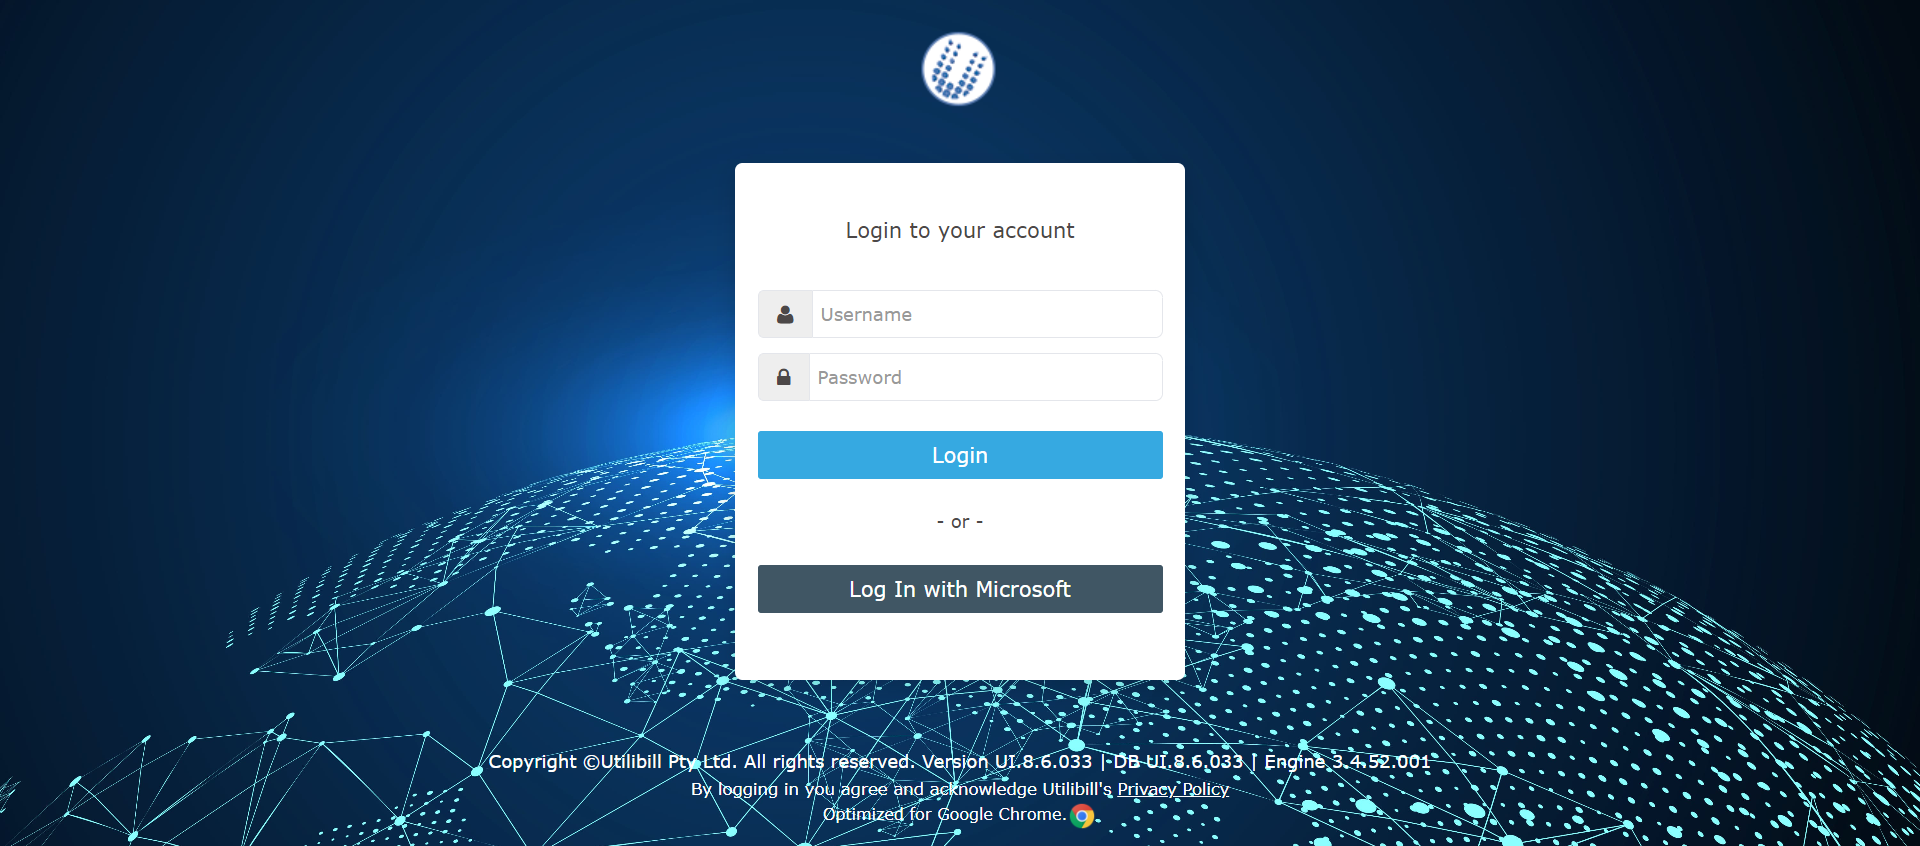 Login to your account
Username
Password
Login
- or -
Log In with Microsoft
Copyright ©Utilibill Pty Ltd. All rights reserved. Version UI.8.6.033 | DB UI.8.6.033 | Engine 3.4.52.001
By logging in you agree and acknowledge Utilibill's Privacy Policy
Optimized for Google Chrome.